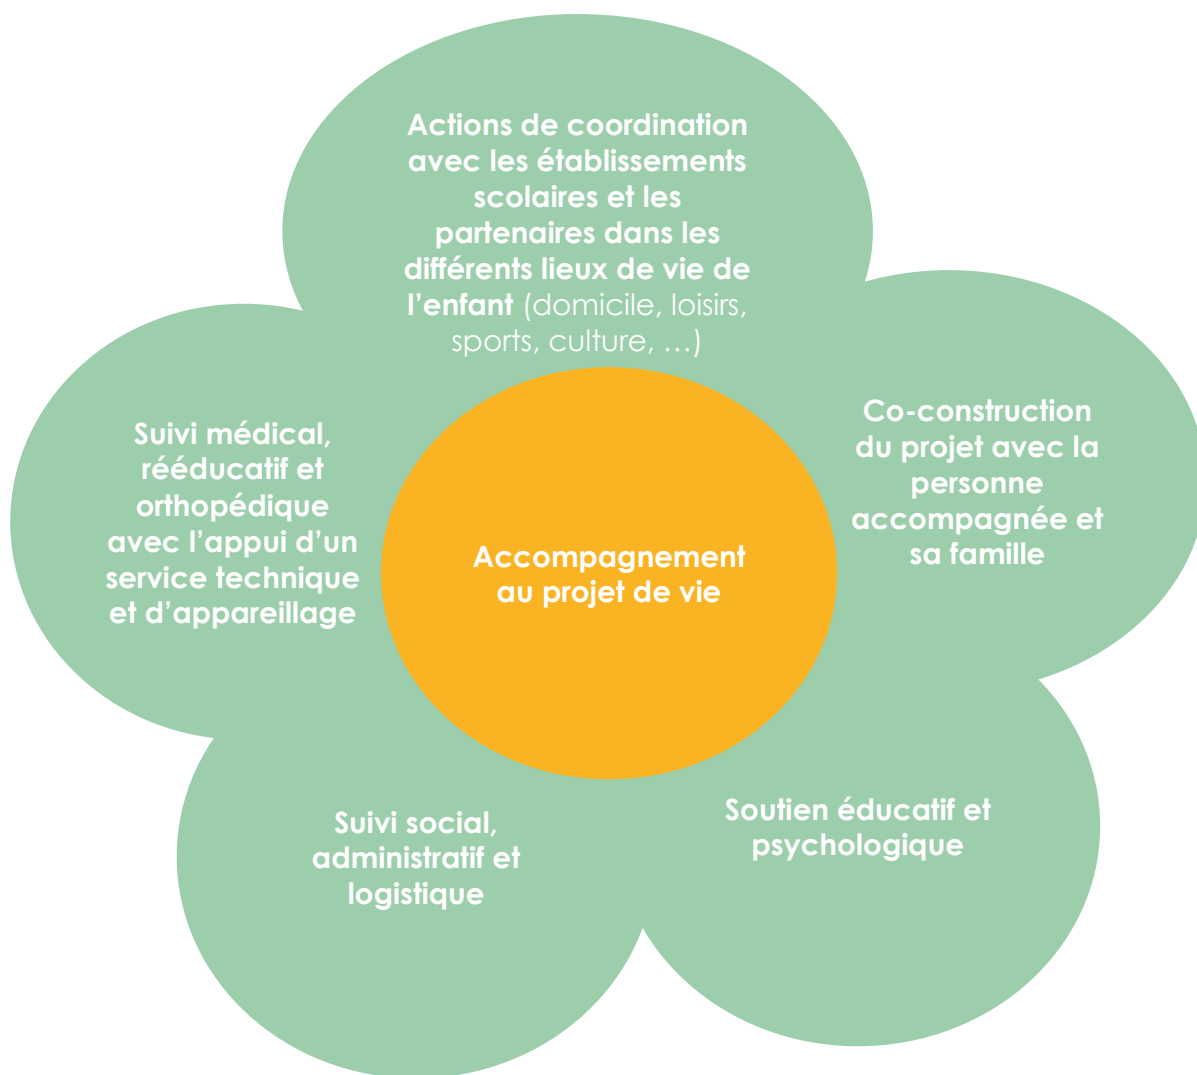 Actions de coordination
avec les établissements
scolaires et les
partenaires dans les
différents lieux de vie de
l’enfant (domicile, loisirs,
sports, culture, …)
Suivi médical,
rééducatif et
orthopédique
avec l’appui d’un
service technique
et d’appareillage
Accompagnement
au projet de vie
Co-construction
du projet avec la
personne
accompagnée et
sa famille
Suivi social,
administratif et
logistique
Soutien éducatif et
psychologique